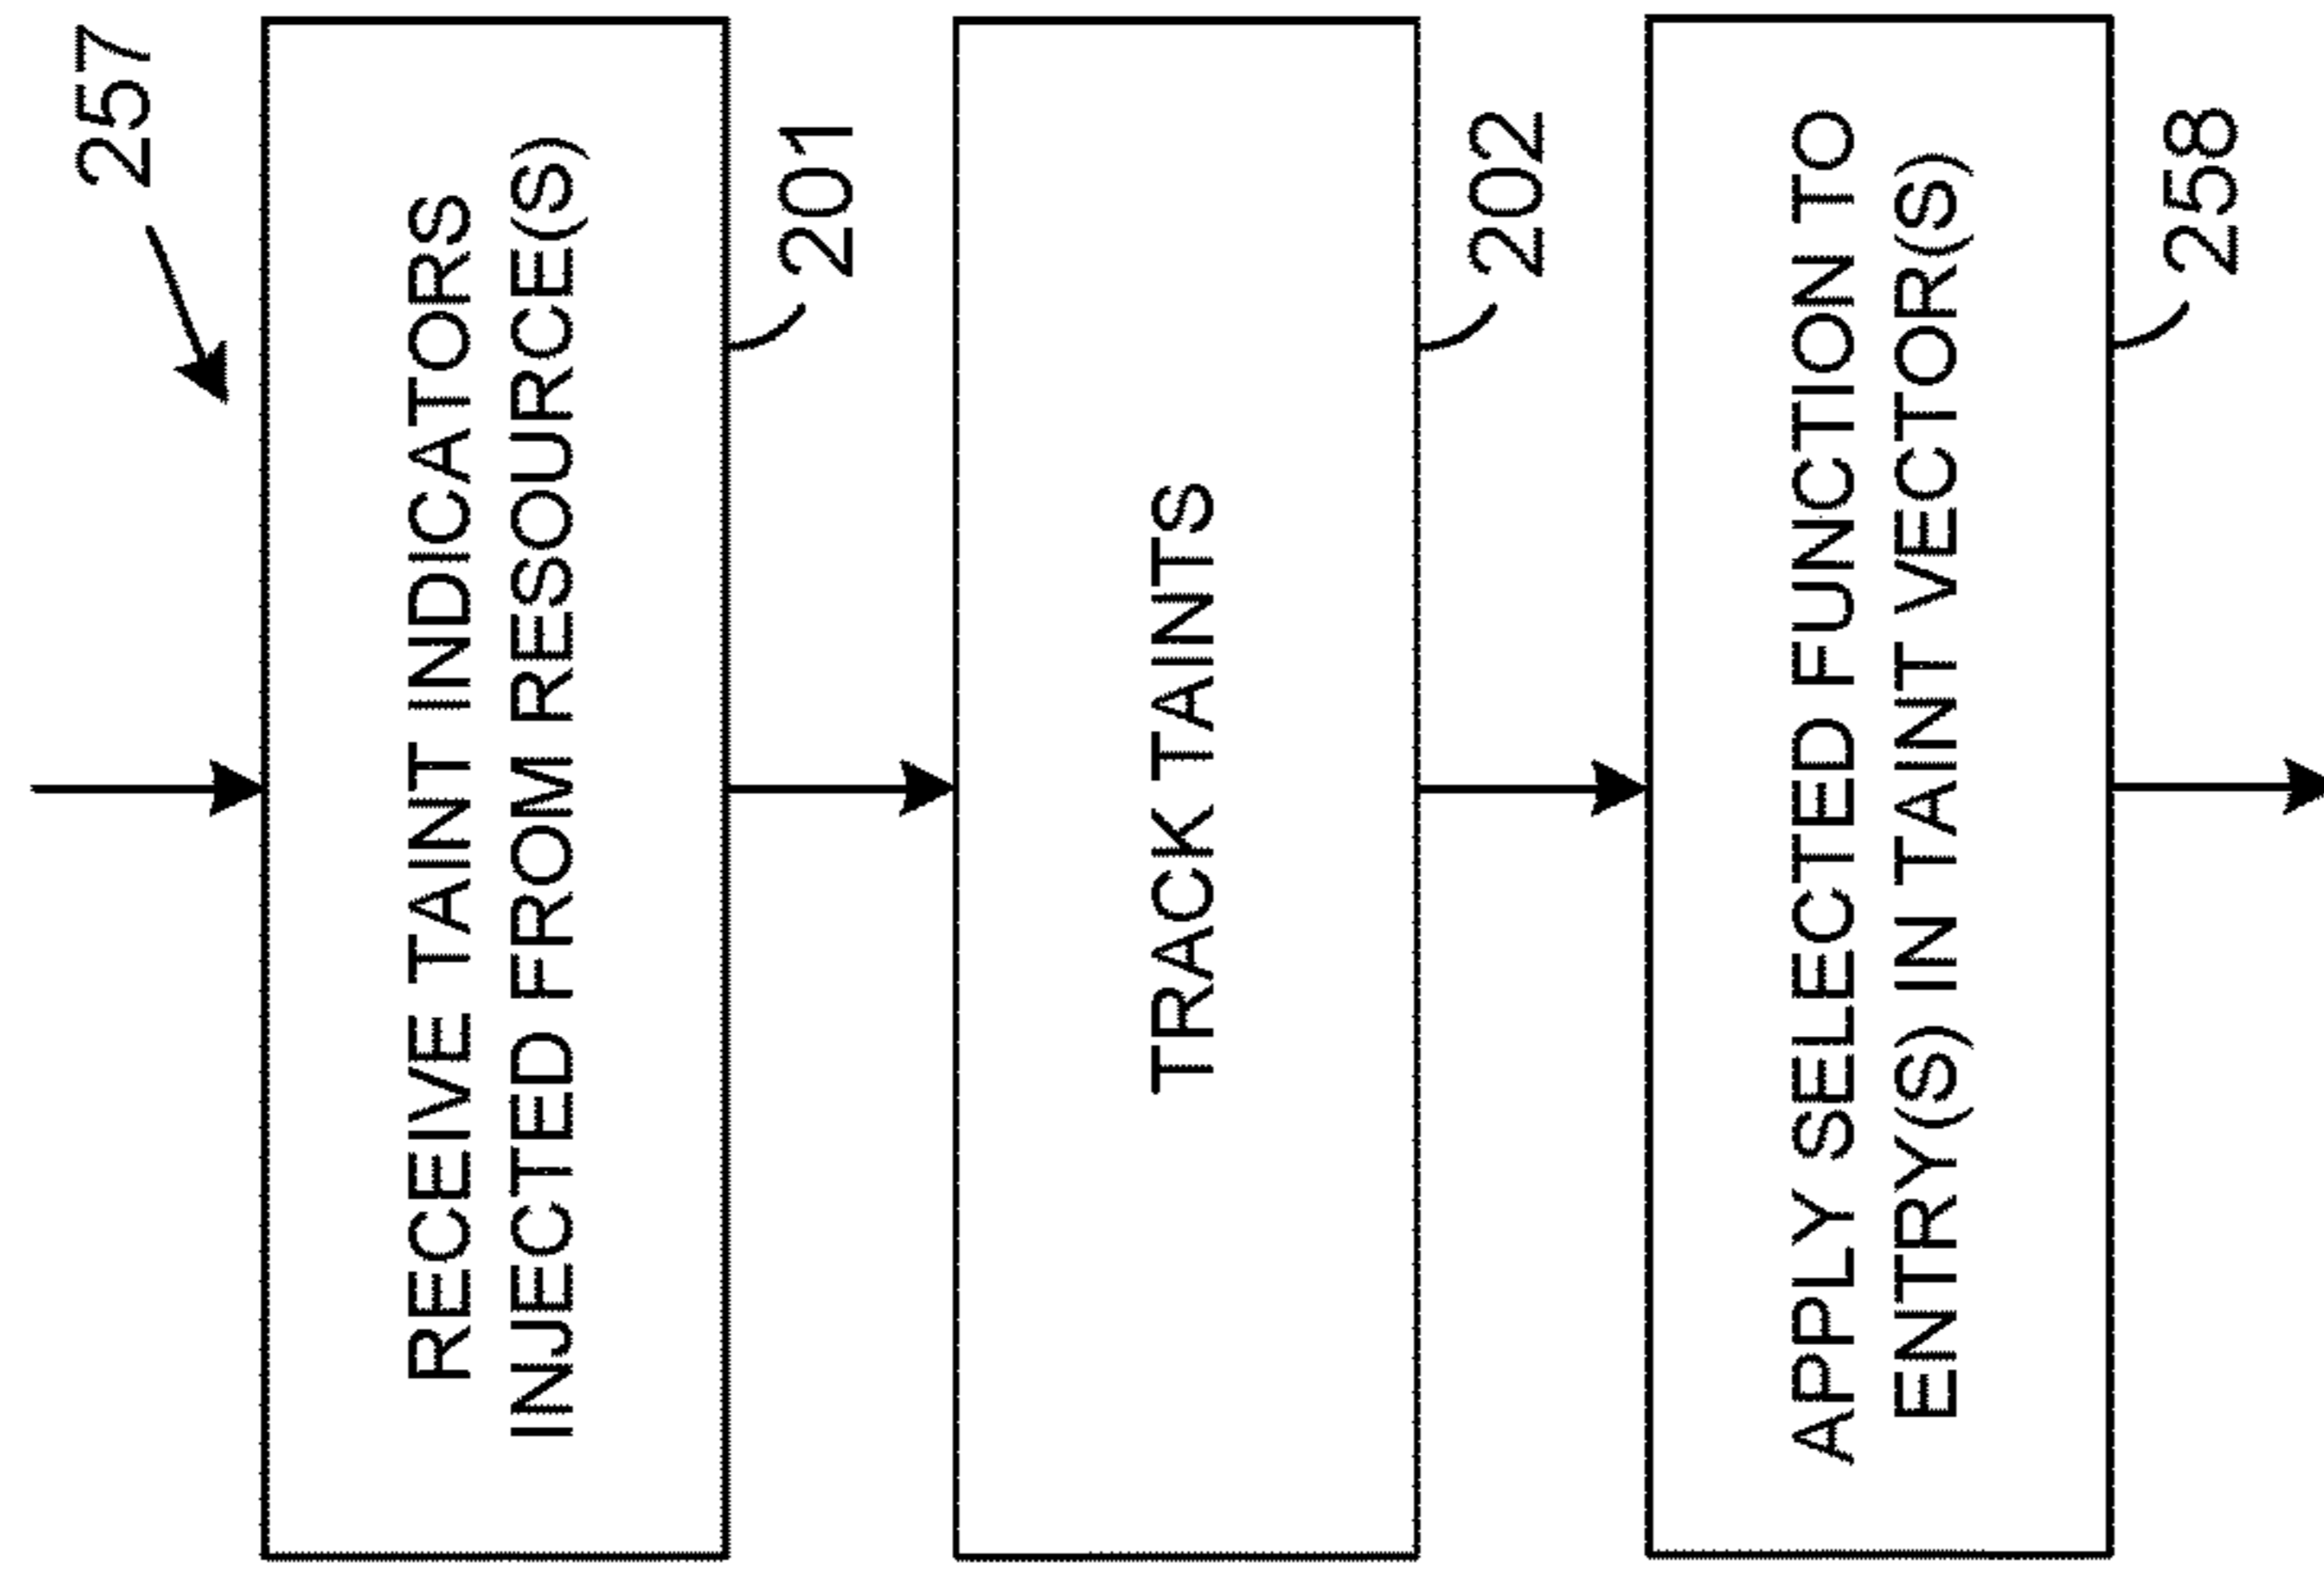 257
RECEIVE TAINT INDICATORS
INJECTED FROM RESOURCE(S)
201
TRACK TAINTS
202
APPLY SELECTED FUNCTION TO
ENTRY(S) IN TAINT VECTOR(S)
258